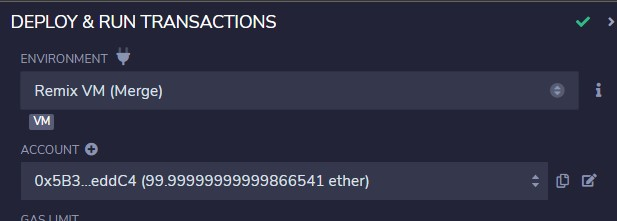 DEPLOY & RUN TRANSACTIONS
ENVIRONMENT
Remix VM (Merge)
VM
ACCOUNT
0x5B3...eddC4 (99.99999999999866541 ether)
GAS LIMIT